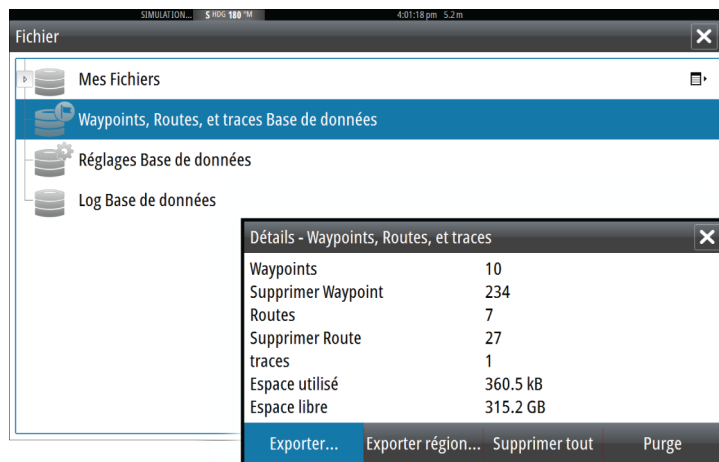 SIMULATION... S HDG 180 °M 4:01:18 pm 5.2 m
Fichier
Mes Fichiers
Waypoints, Routes, et traces Base de données
Réglages Base de données
Log Base de données
Détails - Waypoints, Routes, et traces
Waypoints 10
Supprimer Waypoint 234
Routes 7
Supprimer Route 27
traces 1
Espace utilisé 360.5 kB
Espace libre 315.2 GB
Exporter... Exporter région... Supprimer tout Purge